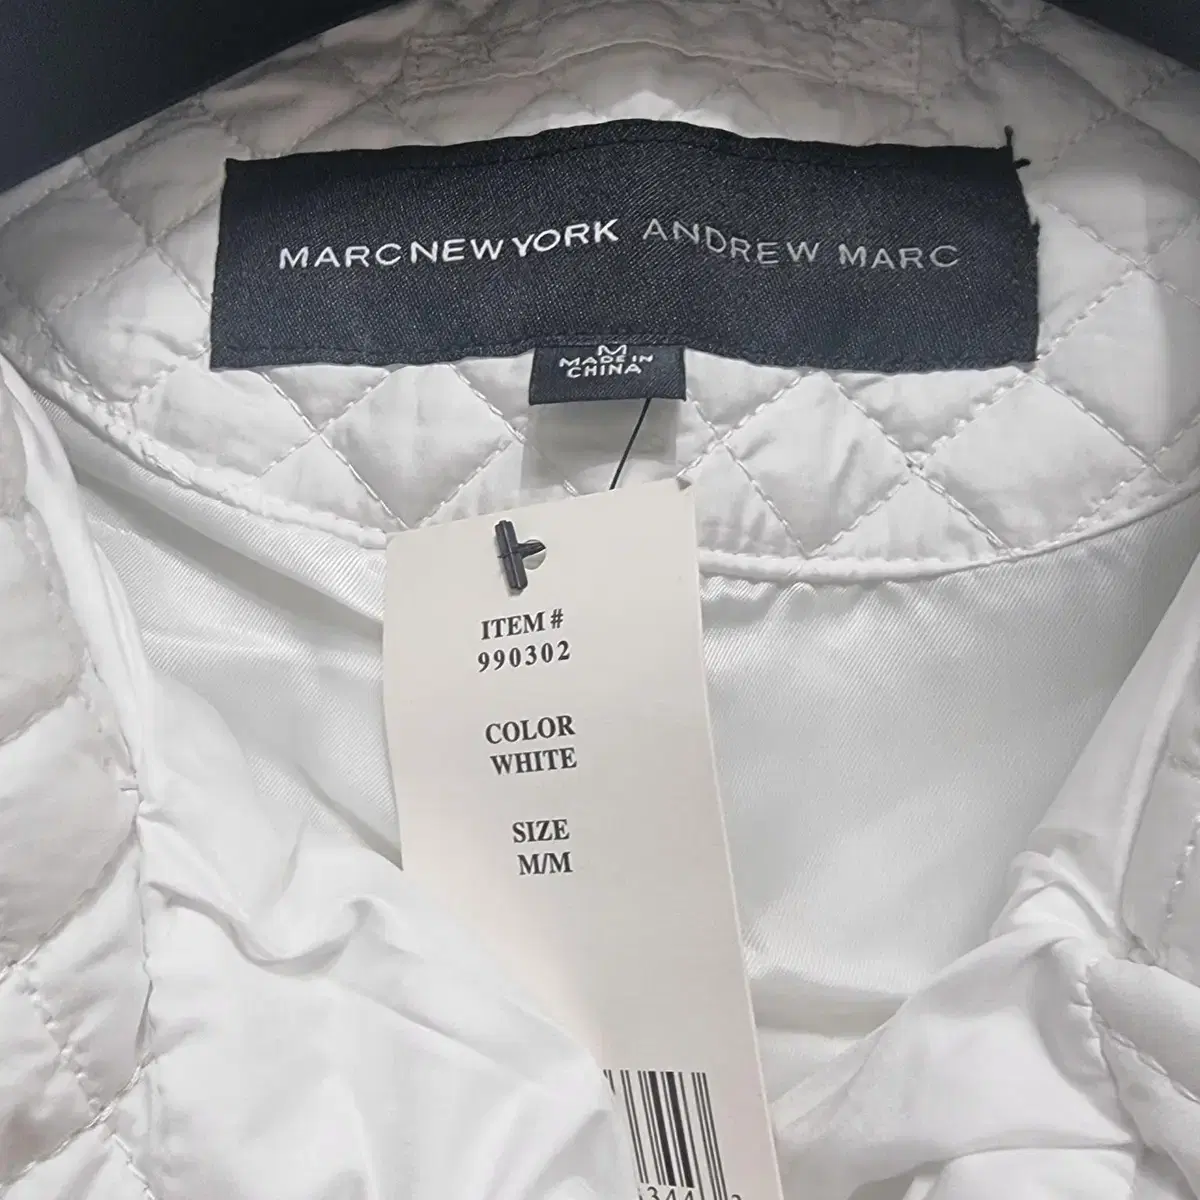 MARC NEW YORK ANDREW MARC
M
MADE IN
CHINA
ITEM #
990302
COLOR
WHITE
SIZE
M/M